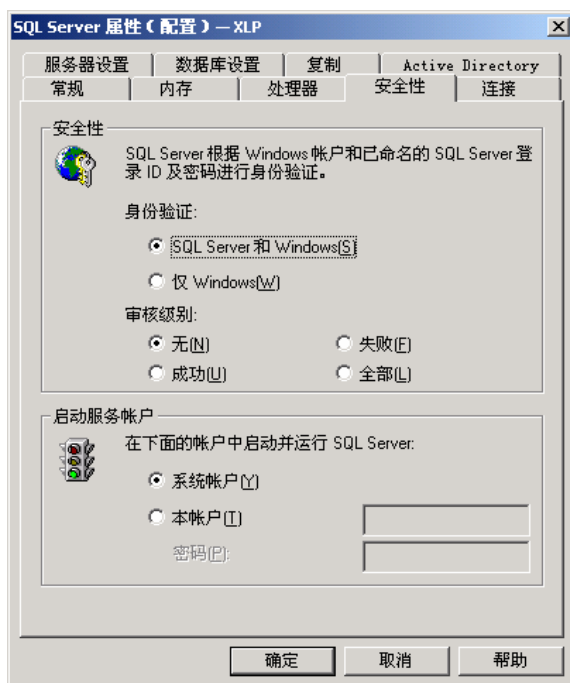 SQL Server 属性(配置) - XLP
服务器设置 数据库设置 复制 Active Directory
常规 内存 处理器 安全性 连接
安全性
SQL Server 根据 Windows 帐户和已命名的 SQL Server 登
录 ID 及密码进行身份验证。
身份验证:
SQL Server 和 Windows(S)
仅 Windows(W)
审核级别:
无(N) 失败(F)
成功(U) 全部(L)
启动服务帐户
在下面的帐户中启动并运行 SQL Server:
系统帐户(Y)
本帐户(T)
密码(P):
确定 取消 帮助